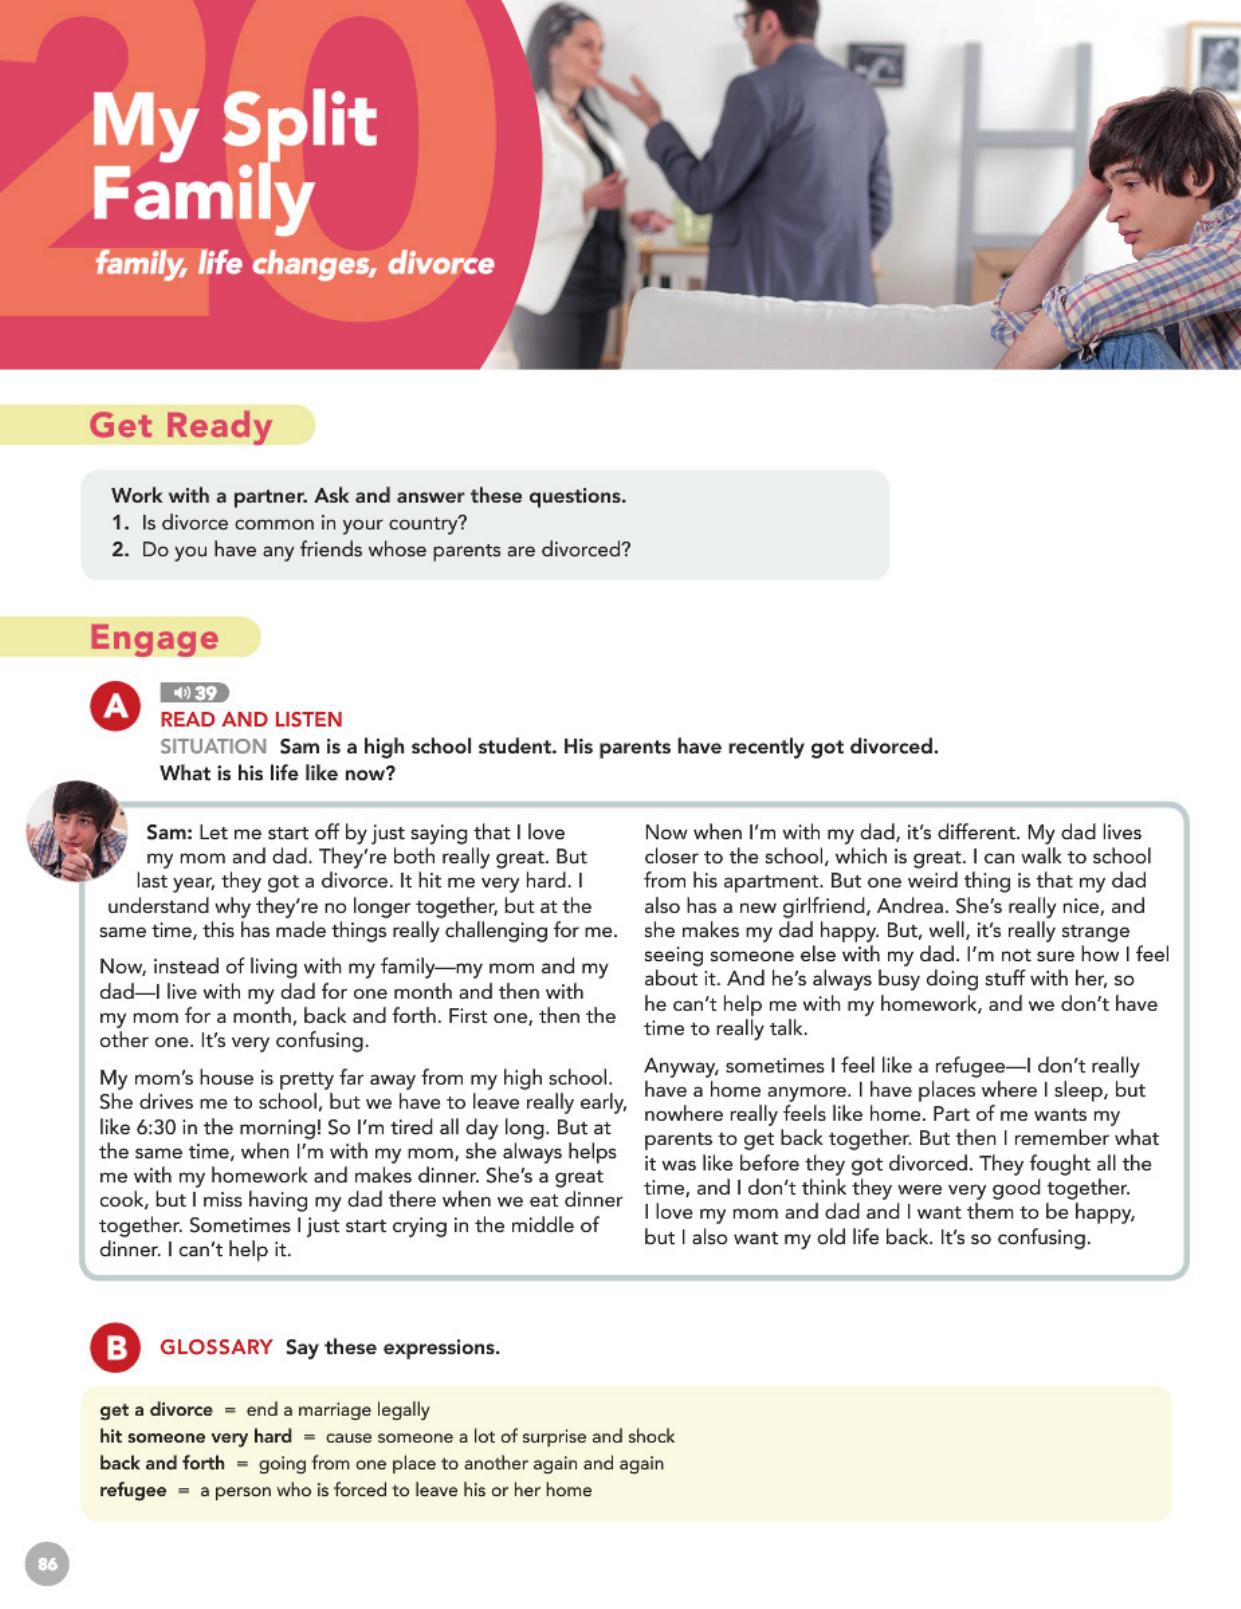 20
My Split
Family
family, life changes, divorce
Get Ready
Work with a partner. Ask and answer these questions.
1. Is divorce common in your country?
2. Do you have any friends whose parents are divorced?
Engage
A
39
READ AND LISTEN
SITUATION Sam is a high school student. His parents have recently got divorced.
What is his life like now?
Sam: Let me start off by just saying that I love
my mom and dad. They're both really great. But
last year, they got a divorce. It hit me very hard. I
understand why they're no longer together, but at the
same time, this has made things really challenging for me.
Now, instead of living with my family—my mom and my
dad—I live with my dad for one month and then with
my mom for a month, back and forth. First one, then the
other one. It's very confusing.
My mom's house is pretty far away from my high school.
She drives me to school, but we have to leave really early,
like 6:30 in the morning! So I'm tired all day long. But at
the same time, when I'm with my mom, she always helps
me with my homework and makes dinner. She's a great
cook, but I miss having my dad there when we eat dinner
together. Sometimes I just start crying in the middle of
dinner. I can't help it.
Now when I'm with my dad, it's different. My dad lives
closer to the school, which is great. I can walk to school
from his apartment. But one weird thing is that my dad
also has a new girlfriend, Andrea. She's really nice, and
she makes my dad happy. But, well, it's really strange
seeing someone else with my dad. I'm not sure how I feel
about it. And he's always busy doing stuff with her, so
he can't help me with my homework, and we don't have
time to really talk.
Anyway, sometimes I feel like a refugee—I don't really
have a home anymore. I have places where I sleep, but
nowhere really feels like home. Part of me wants my
parents to get back together. But then I remember what
it was like before they got divorced. They fought all the
time, and I don't think they were very good together.
I love my mom and dad and I want them to be happy,
but I also want my old life back. It's so confusing.
B
GLOSSARY Say these expressions.
get a divorce = end a marriage legally
hit someone very hard = cause someone a lot of surprise and shock
back and forth = going from one place to another again and again
refugee = a person who is forced to leave his or her home
86